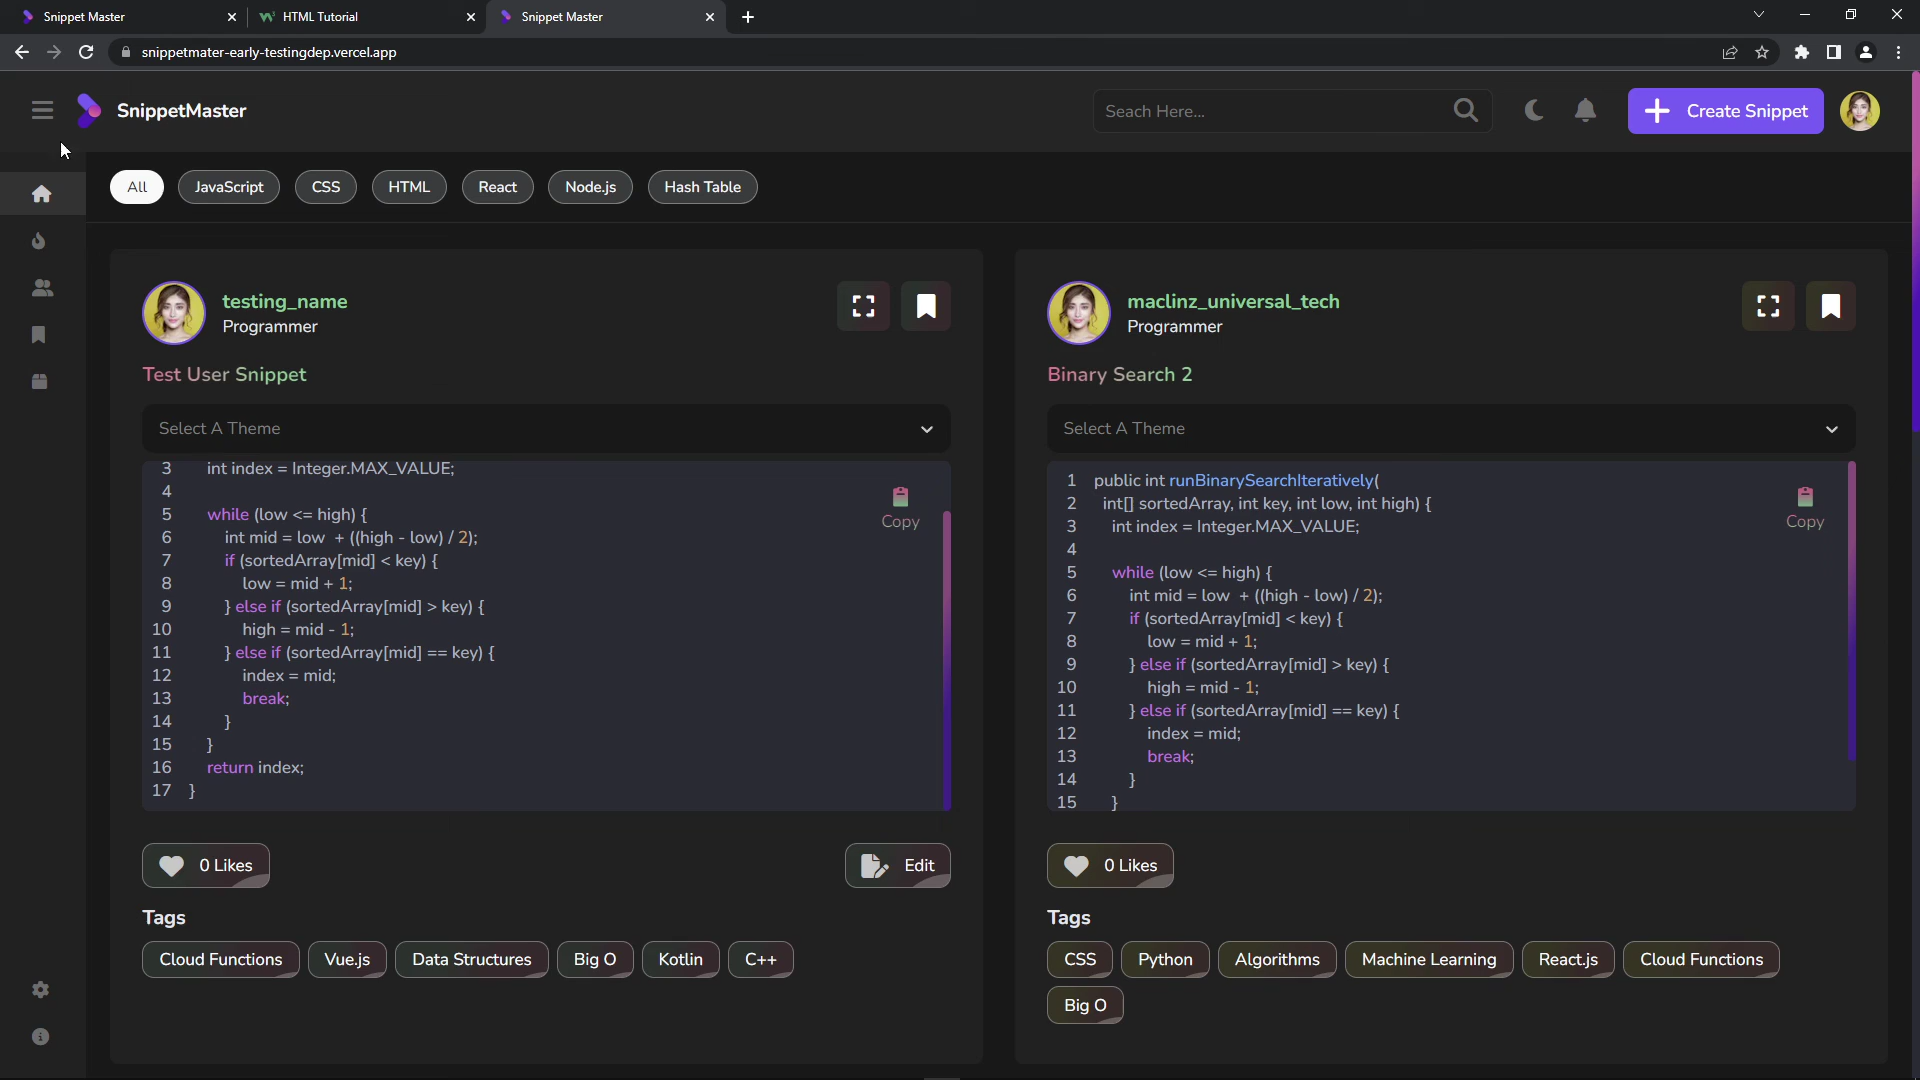 Snippet Master
HTML Tutorial
Snippet Master
snippetmater-early-testingdep.vercel.app
SnippetMaster
Seach Here...
Create Snippet
All
JavaScript
CSS
HTML
React
Node.js
Hash Table
testing_name
Programmer
Test User Snippet
Select A Theme
3 int index = Integer.MAX_VALUE;
4
5 while (low <= high) {
6 int mid = low  + ((high - low) / 2);
7 if (sortedArray[mid] < key) {
8 low = mid + 1;
9 } else if (sortedArray[mid] > key) {
10 high = mid - 1;
11 } else if (sortedArray[mid] == key) {
12 index = mid;
13 break;
14 }
15 }
16 return index;
17 }
Copy
0 Likes
Edit
Tags
Cloud Functions
Vue.js
Data Structures
Big O
Kotlin
C++
maclinz_universal_tech
Programmer
Binary Search 2
Select A Theme
1 public int runBinarySearchIteratively(
2 int[] sortedArray, int key, int low, int high) {
3 int index = Integer.MAX_VALUE;
4
5 while (low <= high) {
6 int mid = low  + ((high - low) / 2);
7 if (sortedArray[mid] < key) {
8 low = mid + 1;
9 } else if (sortedArray[mid] > key) {
10 high = mid - 1;
11 } else if (sortedArray[mid] == key) {
12 index = mid;
13 break;
14 }
15 }
Copy
0 Likes
Tags
CSS
Python
Algorithms
Machine Learning
React.js
Cloud Functions
Big O